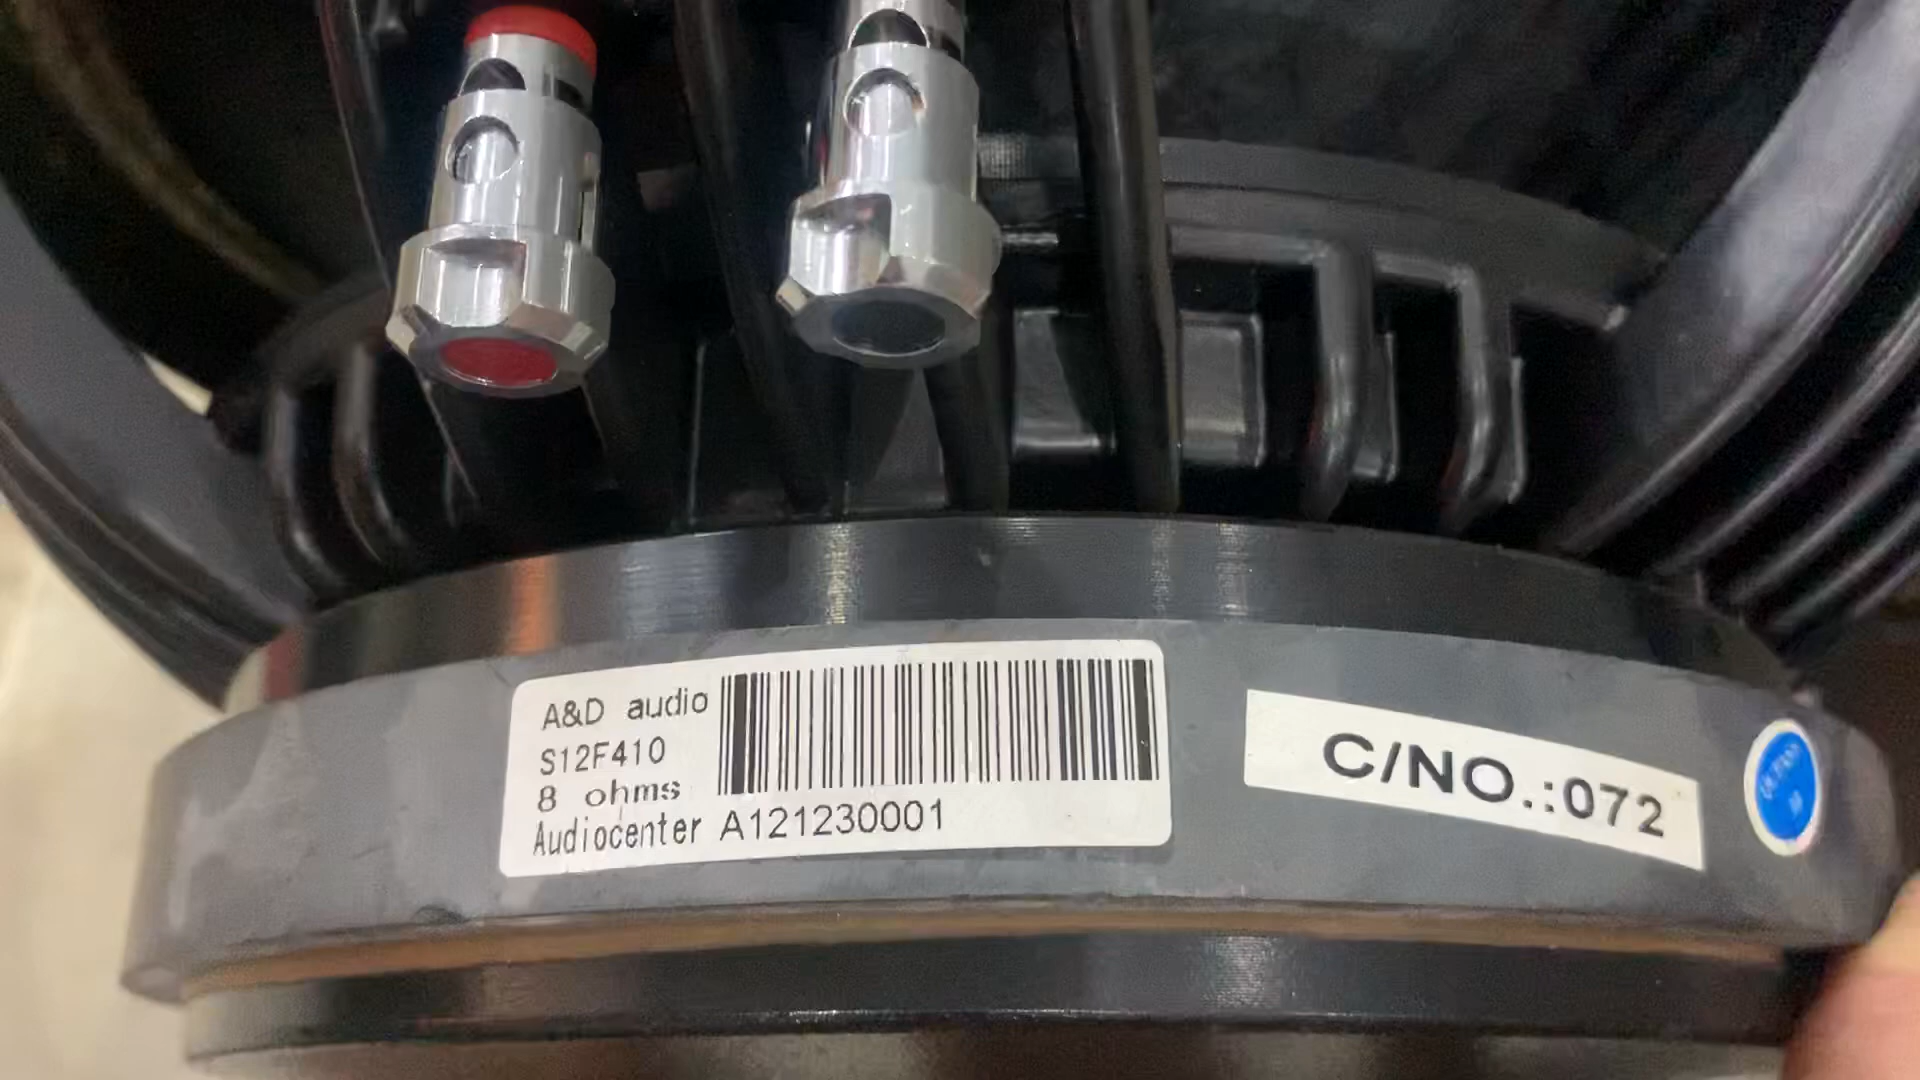 A&D audio
S12F410
8 ohms
Audiocenter A121230001
C/NO.:072